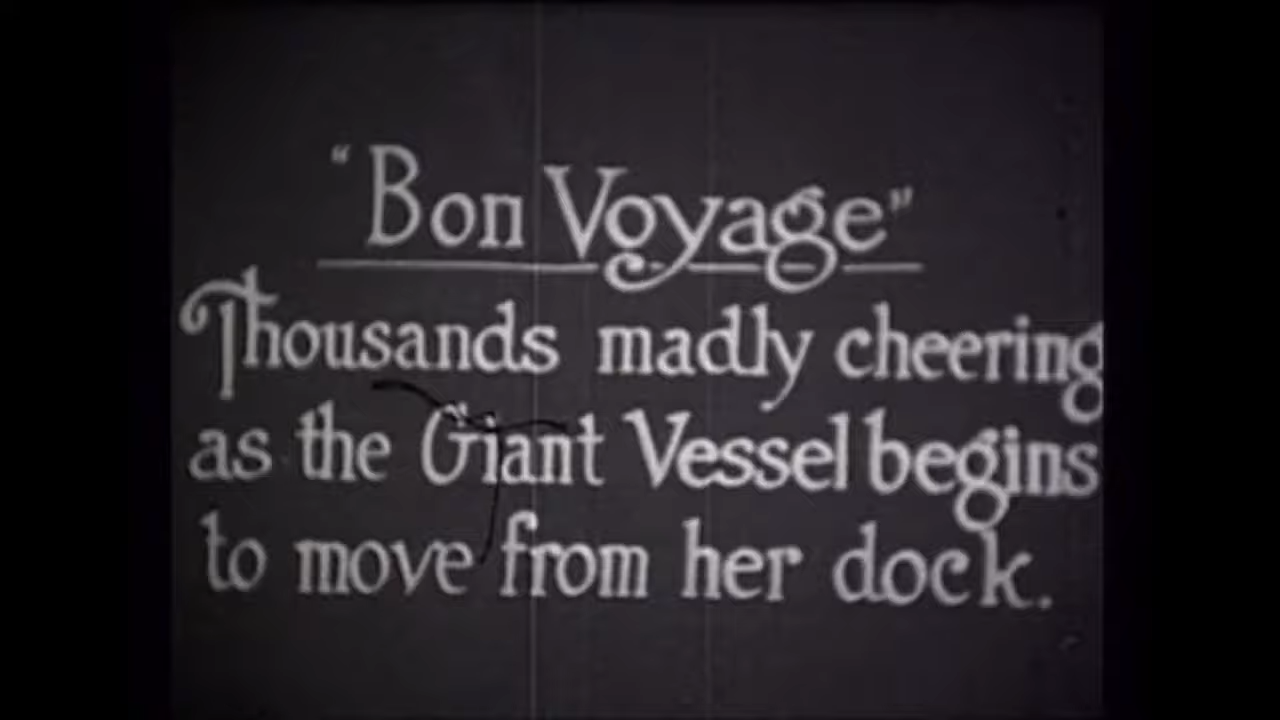 "Bon Voyage"
Thousands madly cheering
as the Giant Vessel begins
to move from her dock.